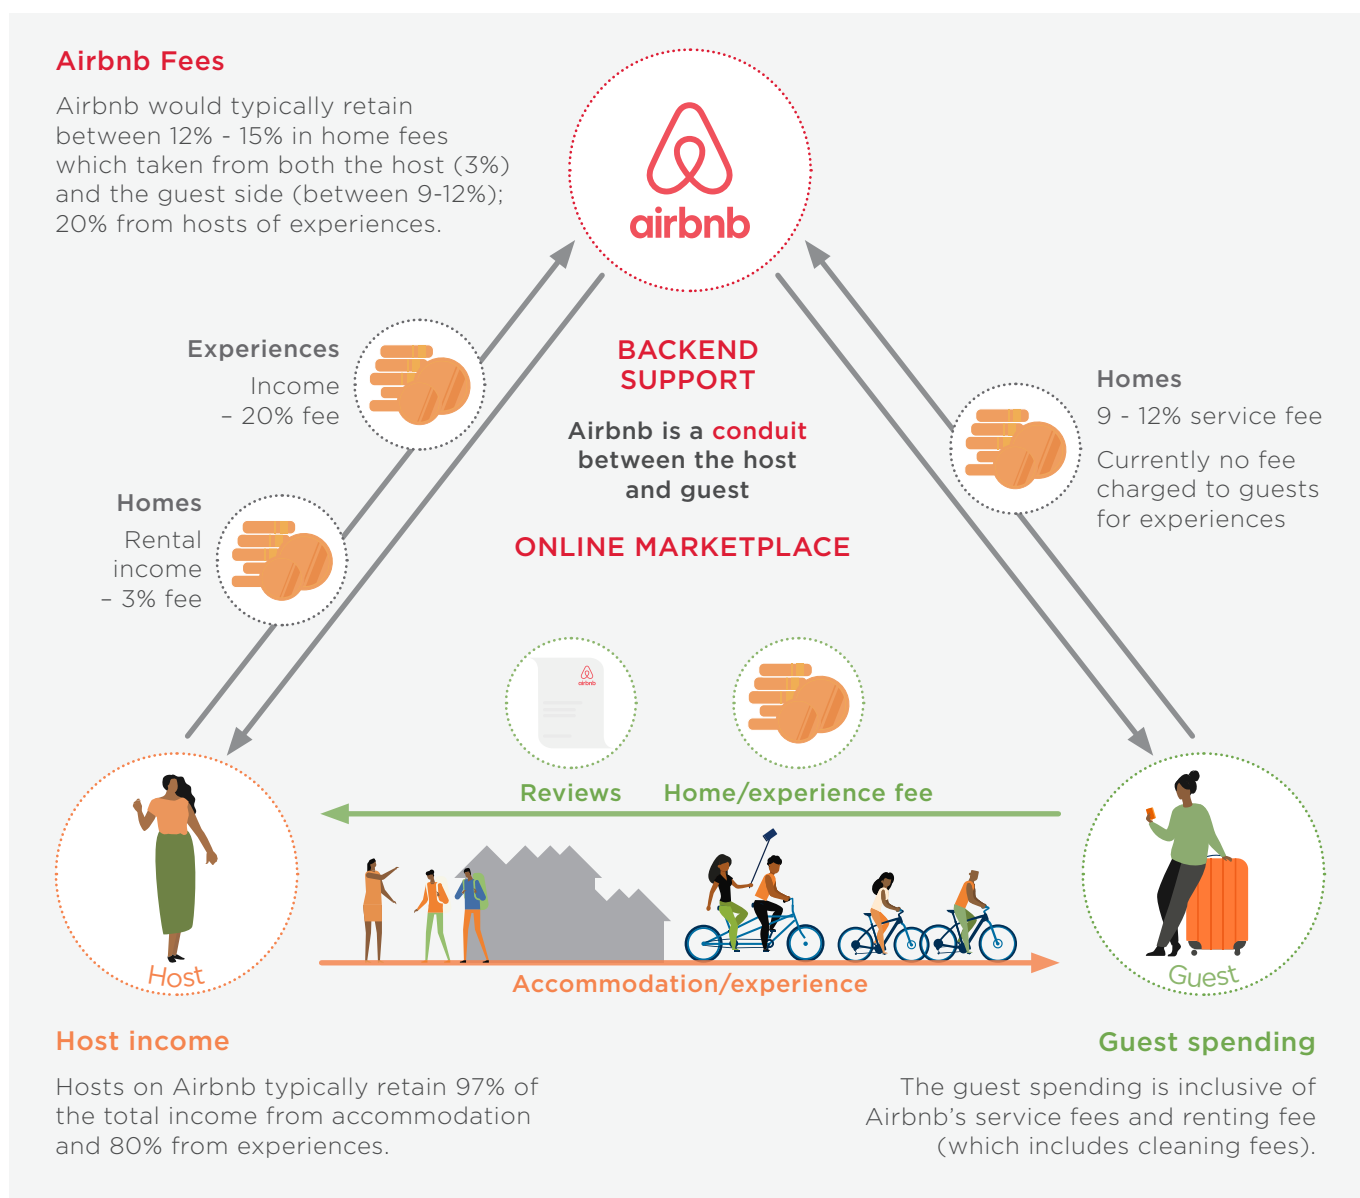 Airbnb Fees
Airbnb would typically retain
between 12% - 15% in home fees
which taken from both the host (3%)
and the guest side (between 9-12%);
20% from hosts of experiences.
airbnb
Experiences
Income
– 20% fee
Homes
Rental
income
– 3% fee
BACKEND
SUPPORT
Airbnb is a conduit
between the host
and guest
ONLINE MARKETPLACE
Homes
9 - 12% service fee
Currently no fee
charged to guests
for experiences
airbnb
Reviews
Home/experience fee
Accommodation/experience
Host
Guest
Host income
Hosts on Airbnb typically retain 97% of
the total income from accommodation
and 80% from experiences.
Guest spending
The guest spending is inclusive of
Airbnb’s service fees and renting fee
(which includes cleaning fees).